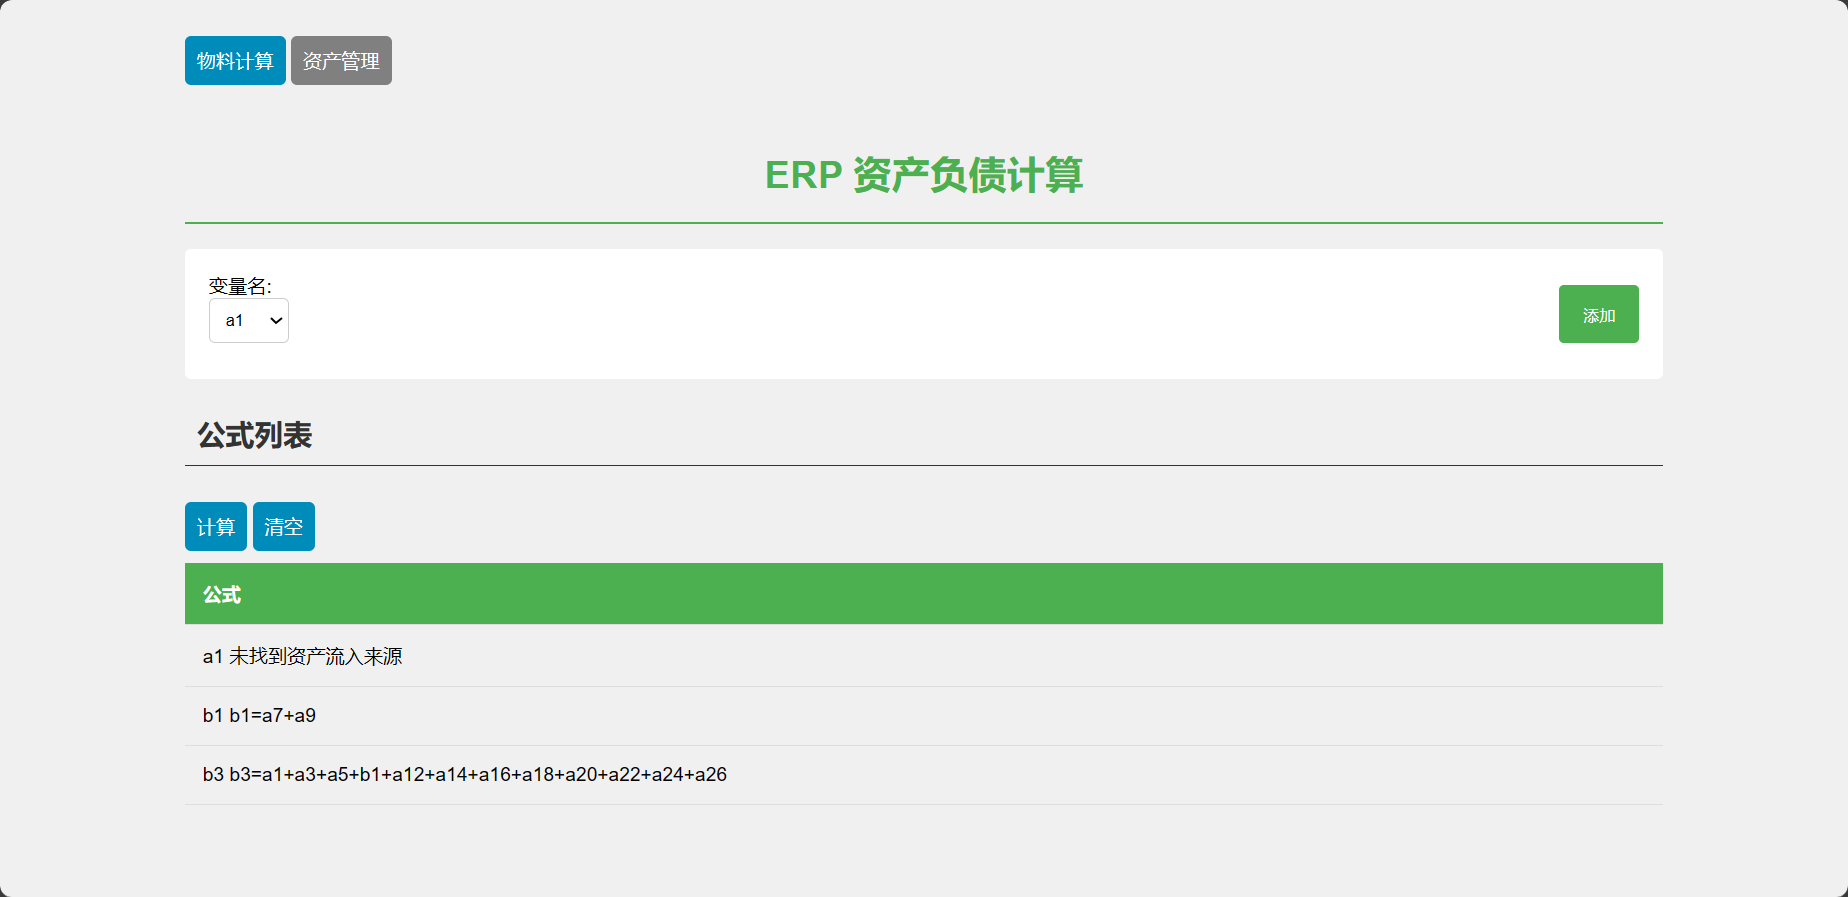 物料计算 资产管理
ERP 资产负债计算
变量名:
a1
添加
公式列表
计算 清空
公式
a1 未找到资产流入来源
b1 b1=a7+a9
b3 b3=a1+a3+a5+b1+a12+a14+a16+a18+a20+a22+a24+a26